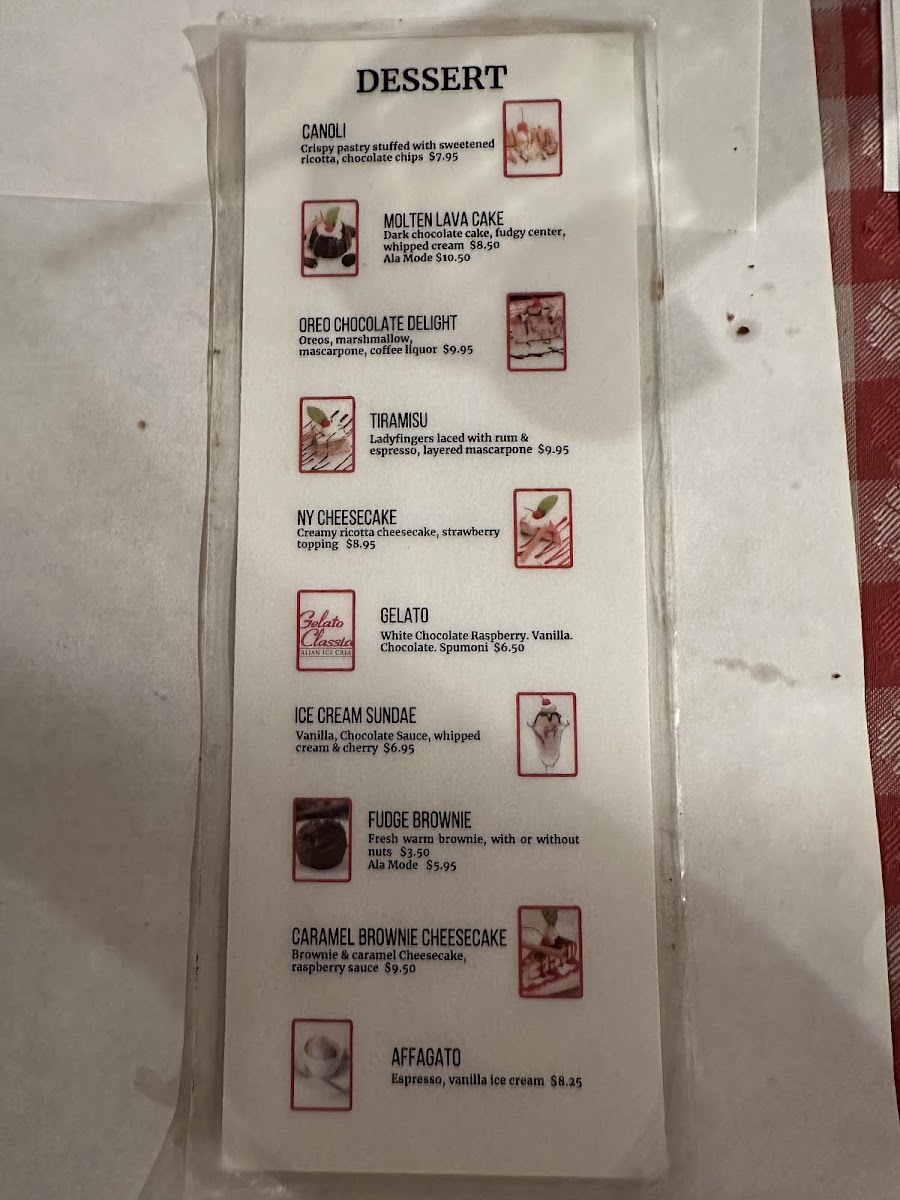 DESSERT
CANOLI
Crispy pastry stuffed with sweetened
ricotta, chocolate chips $7.95
MOLTEN LAVA CAKE
Dark chocolate cake, fudgy center,
whipped cream $8.50
Ala Mode $10.50
OREO CHOCOLATE DELIGHT
Oreos, marshmallow,
mascarpone, coffee liquor $9.95
TIRAMISU
Ladyfingers laced with rum &
espresso, layered mascarpone $9.95
NY CHEESECAKE
Creamy ricotta cheesecake, strawberry
topping $8.95
Gelato
Classic
ALIAN ICE CREA
GELATO
White Chocolate Raspberry. Vanilla.
Chocolate. Spumoni $6.50
ICE CREAM SUNDAE
Vanilla, Chocolate Sauce, whipped
cream & cherry $6.95
FUDGE BROWNIE
Fresh warm brownie, with or without
nuts $3.50
Ala Mode $5.95
CARAMEL BROWNIE CHEESECAKE
Brownie & caramel Cheesecake,
raspberry sauce $9.50
AFFAGATO
Espresso, vanilla ice cream $8.25